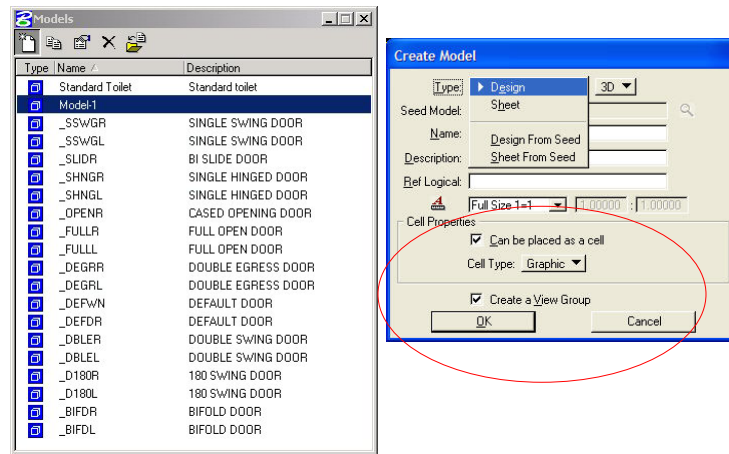 Models
Type Name Description
Standard Toilet Standard toilet
Model-1
_SSWGR SINGLE SWING DOOR
_SSWGL SINGLE SWING DOOR
_SLIDR BI SLIDE DOOR
_SHNGR SINGLE HINGED DOOR
_SHNGL SINGLE HINGED DOOR
_OPENR CASED OPENING DOOR
_FULLR FULL OPEN DOOR
_FULLL FULL OPEN DOOR
_DEGRR DOUBLE EGRESS DOOR
_DEGRL DOUBLE EGRESS DOOR
_DEFWN DEFAULT DOOR
_DEFDR DEFAULT DOOR
_DBLER DOUBLE SWING DOOR
_DBLEL DOUBLE SWING DOOR
_D180R 180 SWING DOOR
_D180L 180 SWING DOOR
_BIFDR BIFOLD DOOR
_BIFDL BIFOLD DOOR
Create Model
Type: Design 3D
Sheet
Seed Model:
Name: Design From Seed
Description: Sheet From Seed
Ref Logical:
Full Size 1=1 1.00000 : 1.00000
Cell Properties
Can be placed as a cell
Cell Type: Graphic
Create a View Group
OK Cancel